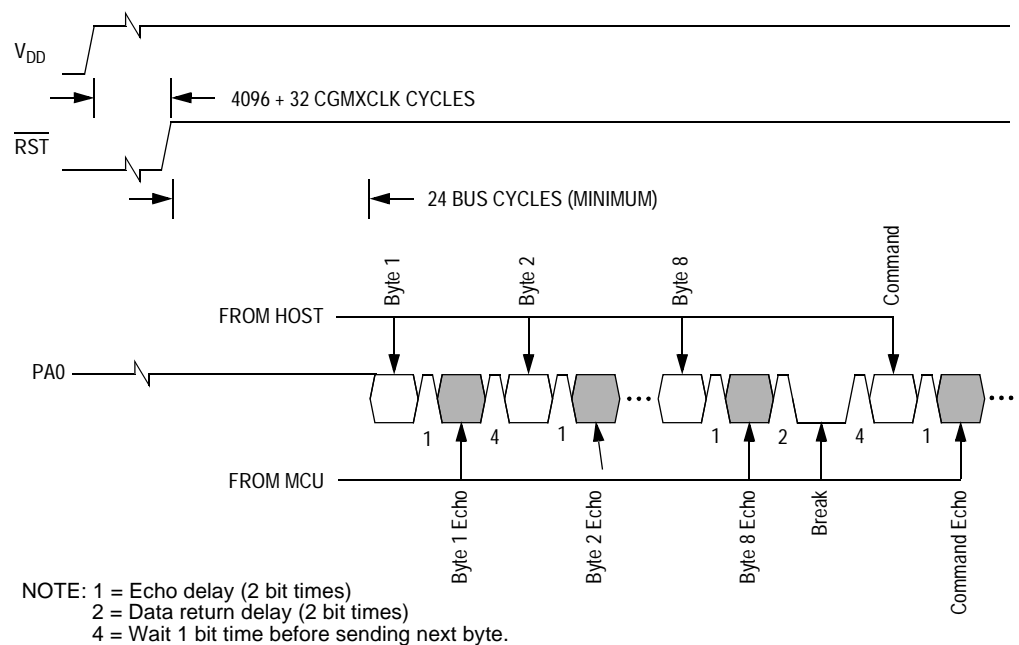 VDD
4096 + 32 CGMXCLK CYCLES
RST
24 BUS CYCLES (MINIMUM)
Byte 1
Byte 2
Byte 8
Command
FROM HOST
PA0
1
4
1
1
2
4
1
FROM MCU
Byte 1 Echo
Byte 2 Echo
Byte 8 Echo
Break
Command Echo
NOTE: 1 = Echo delay (2 bit times)
2 = Data return delay (2 bit times)
4 = Wait 1 bit time before sending next byte.